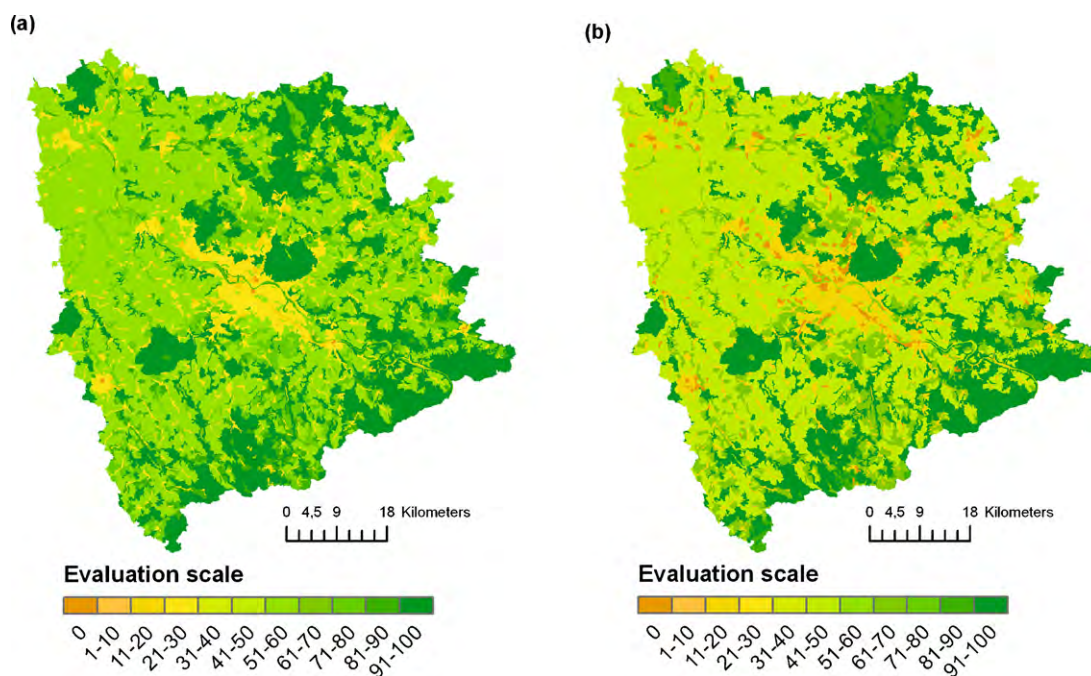 (a)
0 4,5 9 18 Kilometers
Evaluation scale
0 1-10 11-20 21-30 31-40 41-50 51-60 61-70 71-80 81-90 91-100
(b)
0 4,5 9 18 Kilometers
Evaluation scale
0 1-10 11-20 21-30 31-40 41-50 51-60 61-70 71-80 81-90 91-100